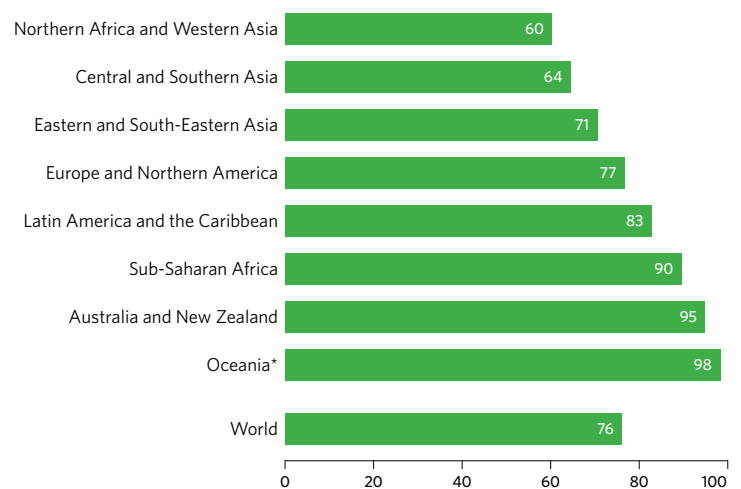 Northern Africa and Western Asia 60
Central and Southern Asia 64
Eastern and South-Eastern Asia 71
Europe and Northern America 77
Latin America and the Caribbean 83
Sub-Saharan Africa 90
Australia and New Zealand 95
Oceania* 98
World 76
0 20 40 60 80 100